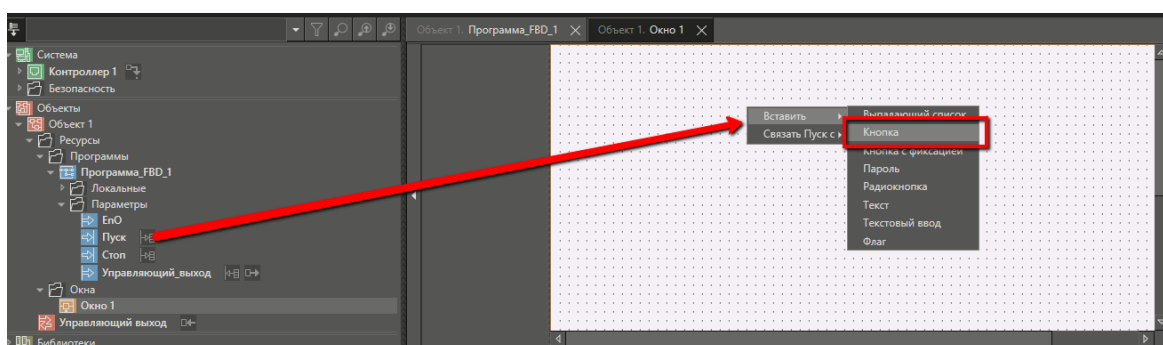 Объект 1. Программа_FBD_1
Объект 1. Окно 1
Система
Контроллер 1
Безопасность
Объекты
Объект 1
Ресурсы
Программы
Программа_FBD_1
Локальные
Параметры
EnO
Пуск
Стоп
Управляющий_выход
Окна
Окно 1
Управляющий выход
Библиотеки
Вставить
Связать Пуск с
Выпадающий список
Кнопка
Кнопка с фиксацией
Пароль
Радиокнопка
Текст
Текстовый ввод
Флаг